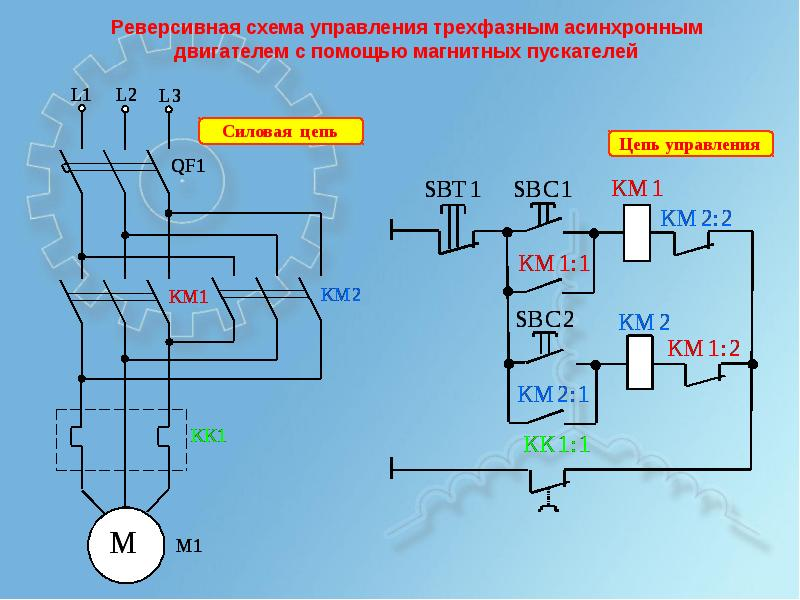 Реверсивная схема управления трехфазным асинхронным
двигателем с помощью магнитных пускателей
L1 L2 L3
Силовая цепь
QF1
KM1
KM2
KK1
M
M1
Цепь управления
SBT1 SBC1 KM1
KM2:2
KM1:1
SBC2 KM2
KM1:2
KM2:1
KK1:1